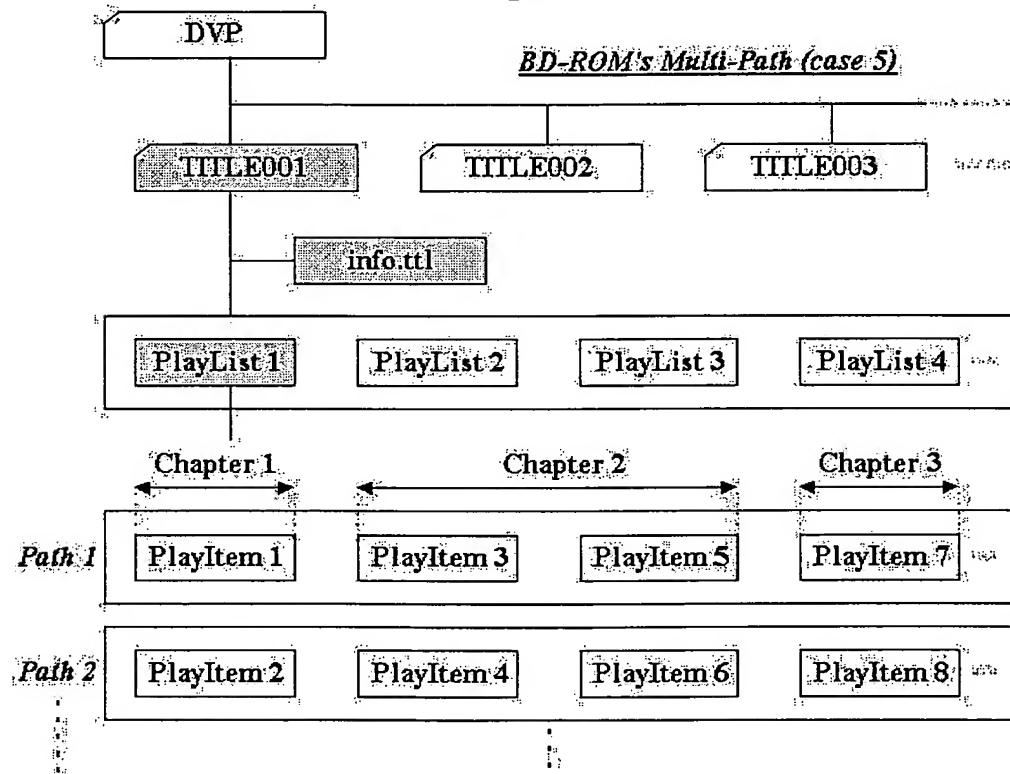 DVP
BD-ROM's Multi-Path (case 5)
TITLE001 TITLE002 TITLE003
info.ttl
PlayList 1 PlayList 2 PlayList 3 PlayList 4
Chapter 1 Chapter 2 Chapter 3
Path 1 PlayItem 1 PlayItem 3 PlayItem 5 PlayItem 7
Path 2 PlayItem 2 PlayItem 4 PlayItem 6 PlayItem 8